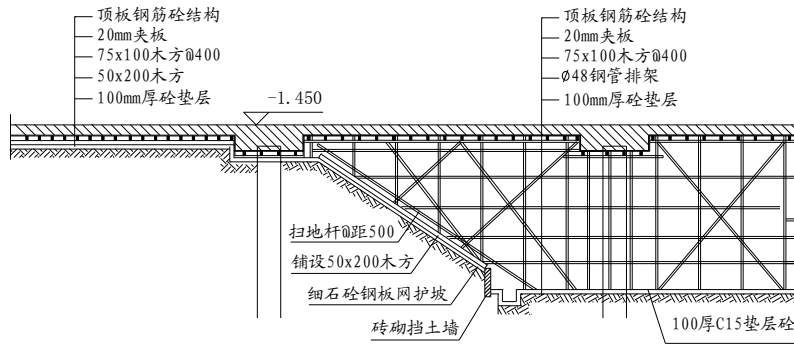 顶板钢筋砼结构
20mm夹板
75x100木方@400
50x200木方
100mm厚砼垫层
-1.450
顶板钢筋砼结构
20mm夹板
75x100木方@400
Ø48钢管排架
100mm厚砼垫层
扫地杆@距500
铺设50x200木方
细石砼钢板网护坡
砖砌挡土墙
100厚C15垫层砼